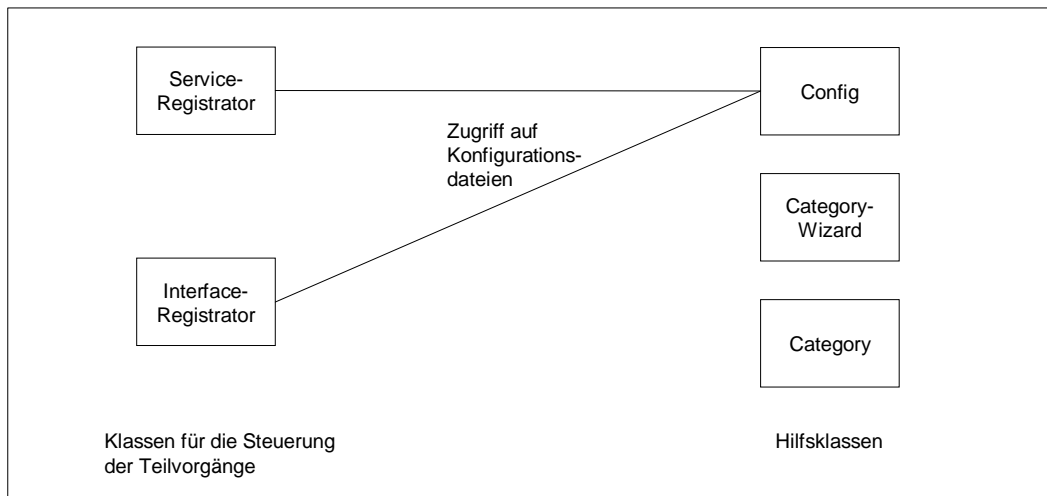 Service-
Registrator
Config
Zugriff auf
Konfigurations-
dateien
Category-
Wizard
Interface-
Registrator
Category
Klassen für die Steuerung
der Teilvorgänge
Hilfsklassen